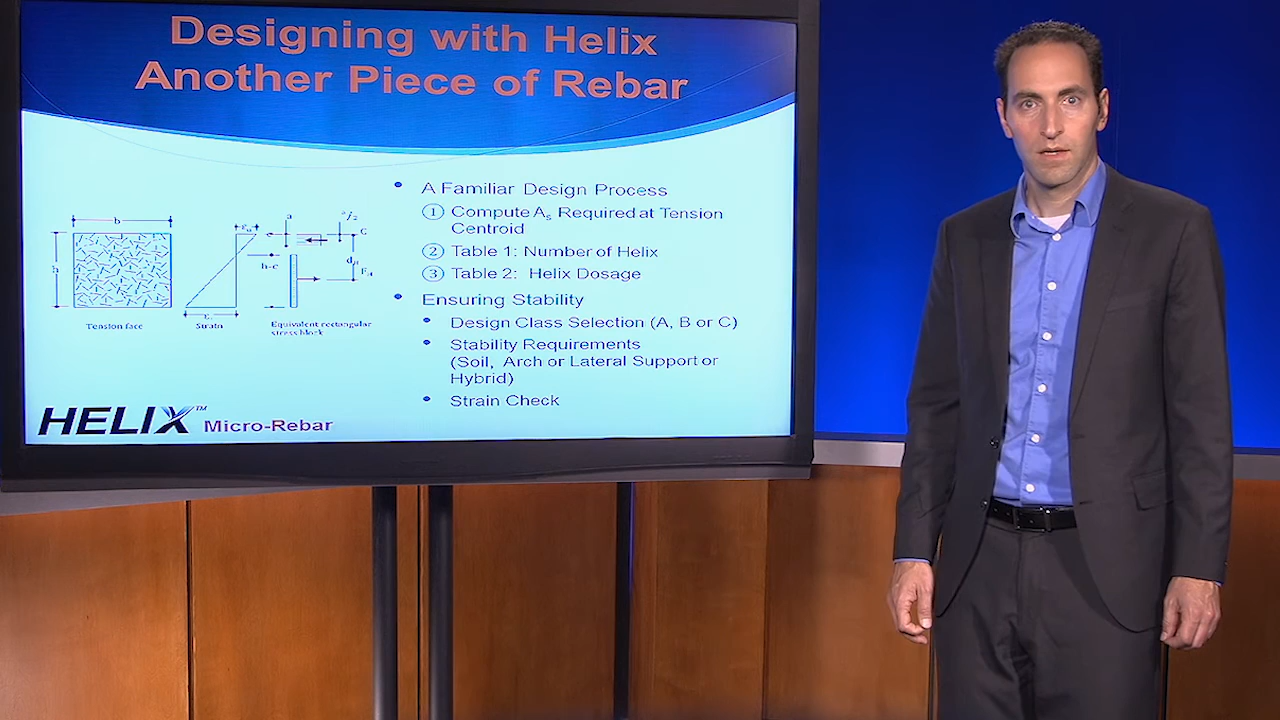 Designing with Helix
Another Piece of Rebar
• A Familiar Design Process
① Compute As Required at Tension
Centroid
② Table 1: Number of Helix
③ Table 2: Helix Dosage
• Ensuring Stability
• Design Class Selection (A, B or C)
• Stability Requirements
(Soil, Arch or Lateral Support or
Hybrid)
• Strain Check
b
a
C
h
h-c
Tension face
Strain
Equivalent rectangular
stress block
HELIX™
Micro-Rebar